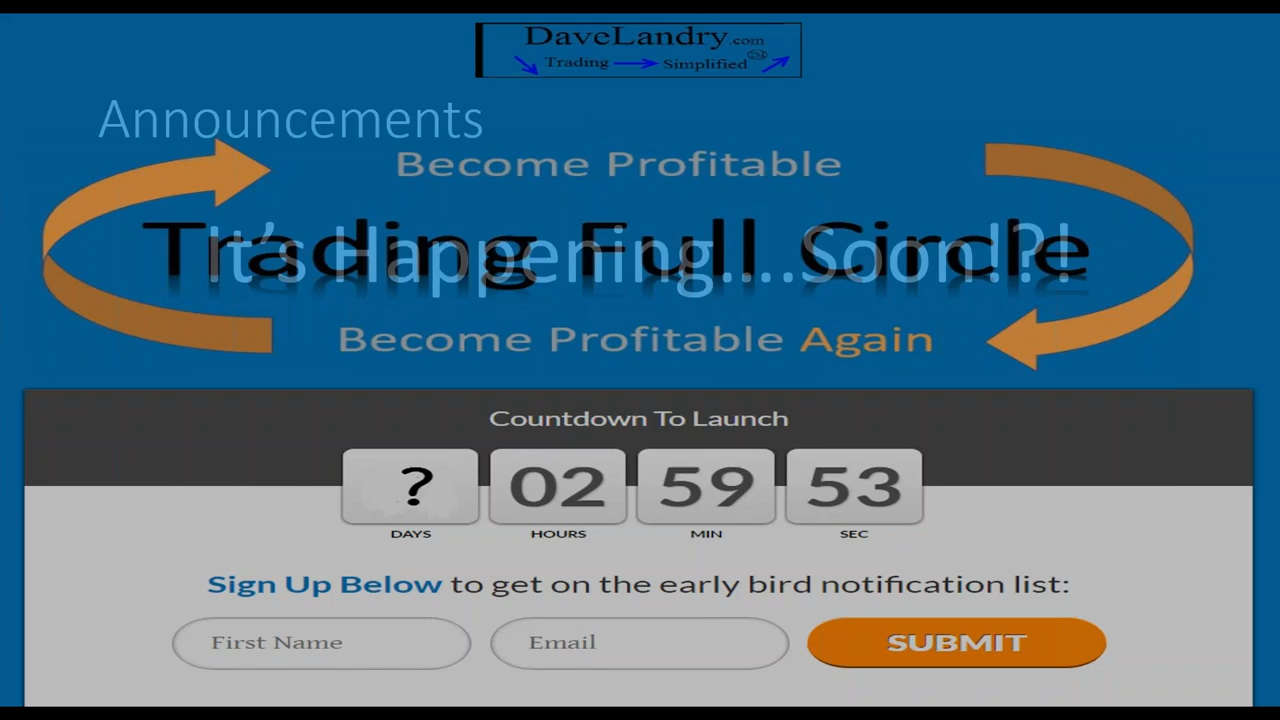 DaveLandry.com
Trading Simplified
Announcements
Become Profitable
Trading Full Circle
It's Happening....Soon!?!
Become Profitable Again
Countdown To Launch
? 02 59 53
DAYS HOURS MIN SEC
Sign Up Below to get on the early bird notification list:
First Name Email SUBMIT